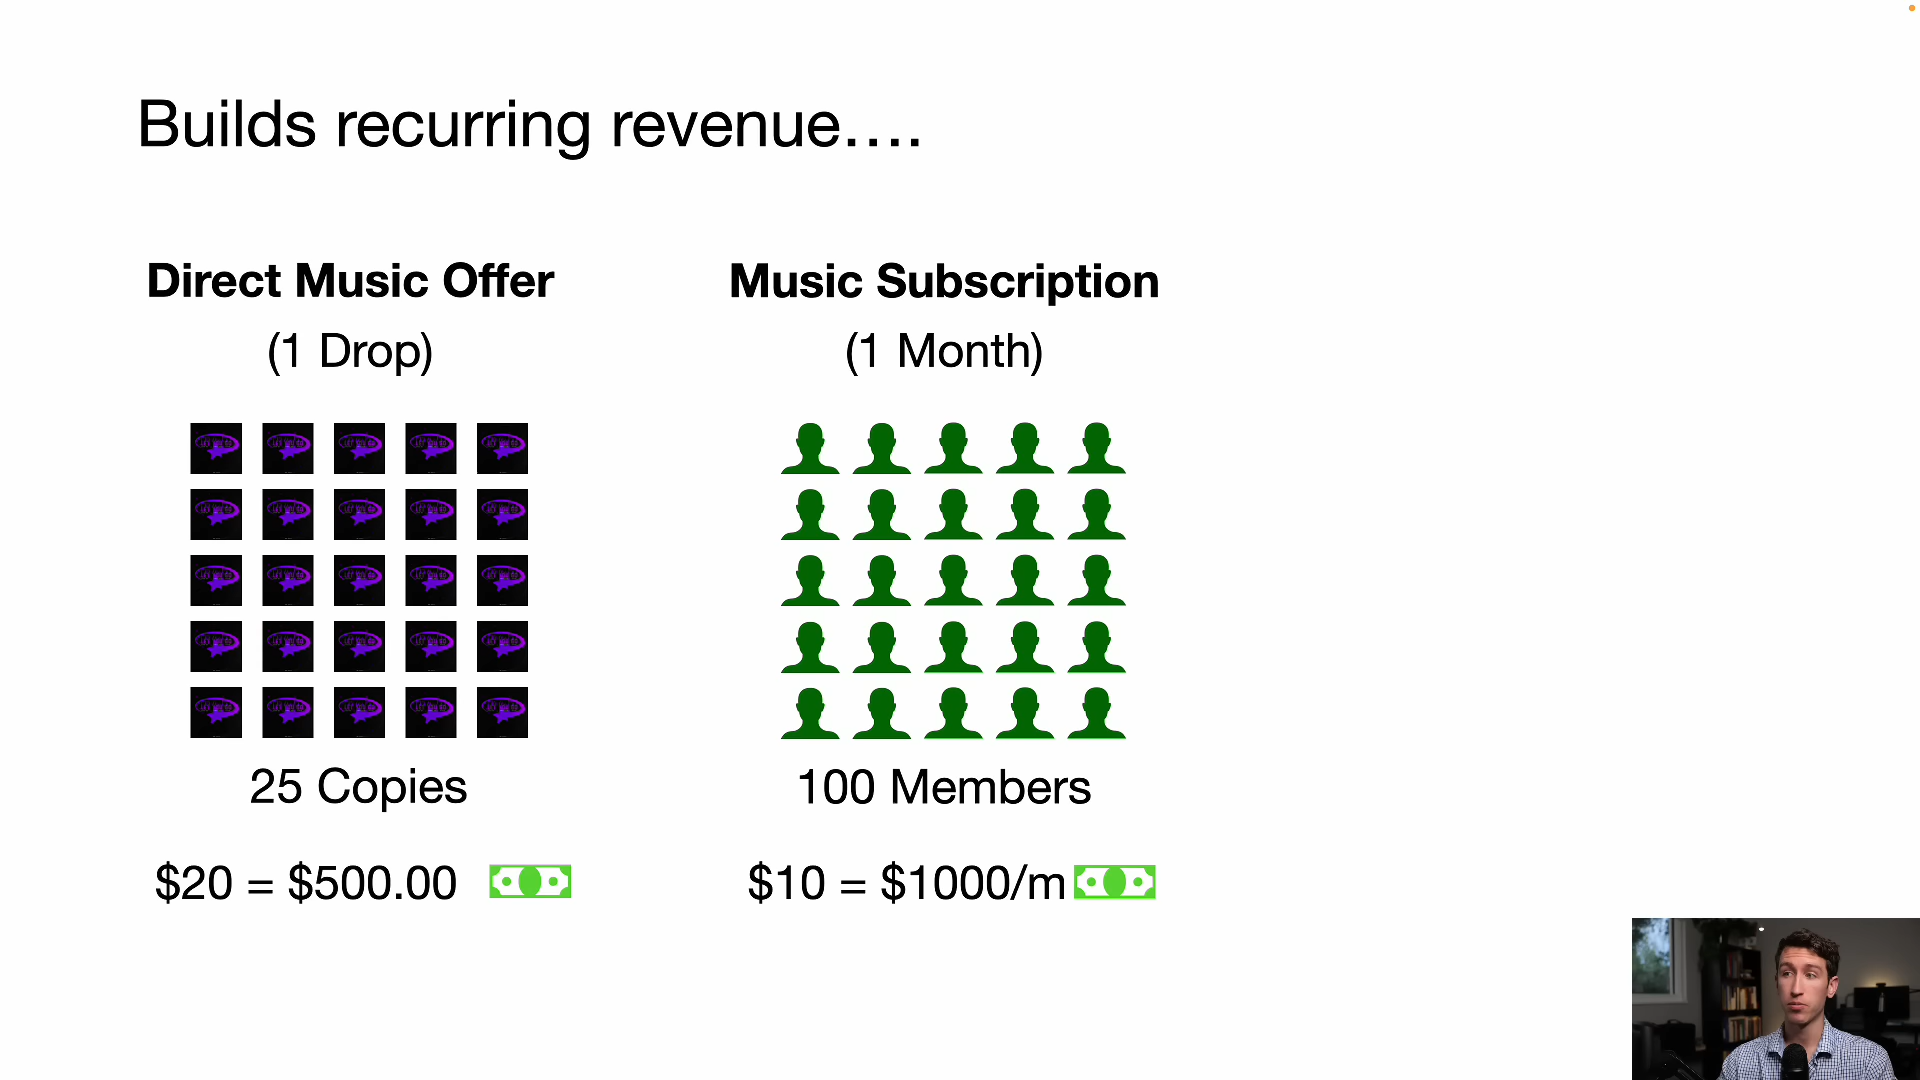 Builds recurring revenue....
Direct Music Offer
(1 Drop)
25 Copies
$20 = $500.00
Music Subscription
(1 Month)
100 Members
$10 = $1000/m